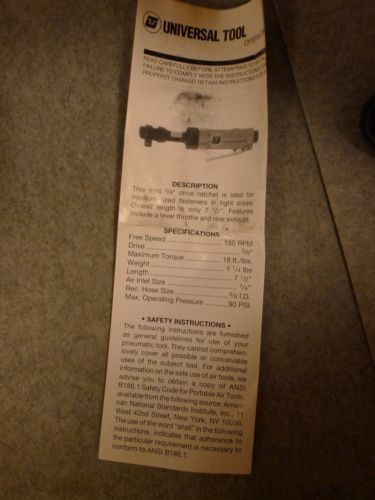 UNIVERSAL TOOL
READ CAREFULLY BEFORE ATTEMPTING TO
FAILURE TO COMPLY WITH THE INSTRUCTIONS
PROPERTY DAMAGE! RETAIN INSTRUCTIONS FOR
DESCRIPTION
This mini 3/8" drive ratchet is ideal for
medium-sized fasteners in tight areas.
Overall length is only 7 1/2". Features
include a lever throttle and rear exhaust.
SPECIFICATIONS
Free Speed 150 RPM
Drive 3/8"
Maximum Torque 18 ft./lbs.
Weight 1 1/4 lbs
Length 7 1/2"
Air Inlet Size 1/4"
Rec. Hose Size 3/8 I.D.
Max. Operating Pressure 90 PSI
• SAFETY INSTRUCTIONS •
The following instructions are furnished
as general guidelines for use of your
pneumatic tool. They cannot comprehen-
sively cover all possible or conceivable
uses of the subject tool. For additional
information on the safe use of air tools, we
advise you to obtain a copy of ANSI
B186.1 Safety Code for Portable Air Tools;
available from the following source: Ameri-
can National Standards Institute, Inc., 11
West 42nd Street, New York, NY 10036.
The use of the word "shall" in the following
instructions, indicates that adherence to
the particular requirement is necessary to
conform to ANSI B186.1.